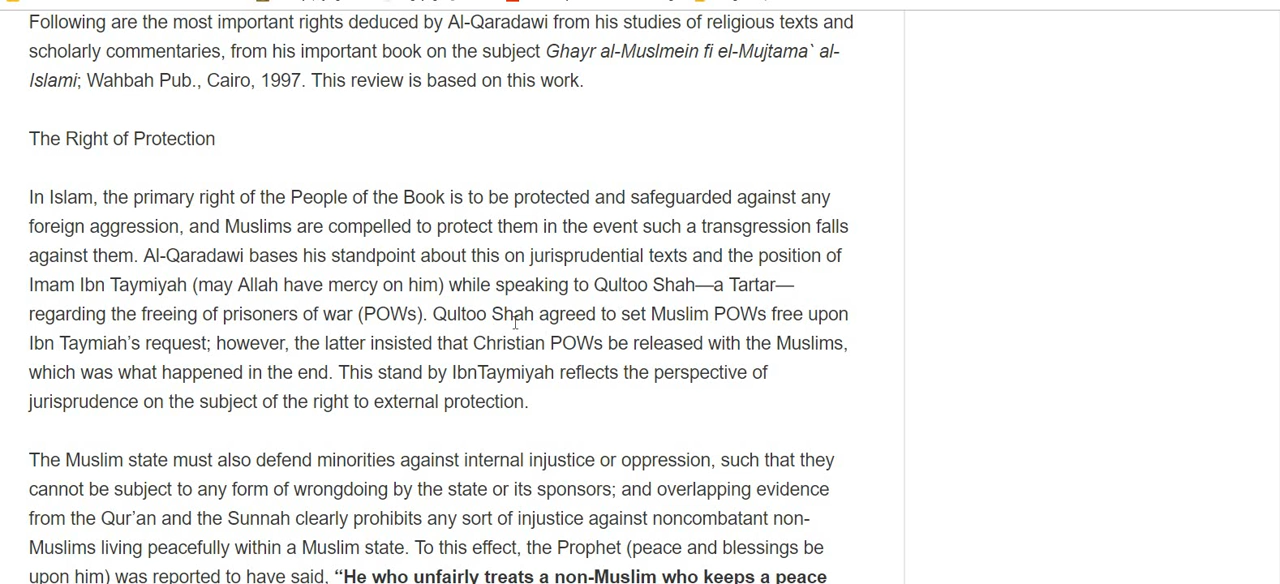 Following are the most important rights deduced by Al-Qaradawi from his studies of religious texts and
scholarly commentaries, from his important book on the subject Ghayr al-Muslmein fi el-Mujtama` al-
Islami; Wahbah Pub., Cairo, 1997. This review is based on this work.
The Right of Protection
In Islam, the primary right of the People of the Book is to be protected and safeguarded against any
foreign aggression, and Muslims are compelled to protect them in the event such a transgression falls
against them. Al-Qaradawi bases his standpoint about this on jurisprudential texts and the position of
Imam Ibn Taymiyah (may Allah have mercy on him) while speaking to Qultoo Shah—a Tartar—
regarding the freeing of prisoners of war (POWs). Qultoo Shah agreed to set Muslim POWs free upon
Ibn Taymiah’s request; however, the latter insisted that Christian POWs be released with the Muslims,
which was what happened in the end. This stand by IbnTaymiyah reflects the perspective of
jurisprudence on the subject of the right to external protection.
The Muslim state must also defend minorities against internal injustice or oppression, such that they
cannot be subject to any form of wrongdoing by the state or its sponsors; and overlapping evidence
from the Qur’an and the Sunnah clearly prohibits any sort of injustice against noncombatant non-
Muslims living peacefully within a Muslim state. To this effect, the Prophet (peace and blessings be
upon him) was reported to have said, “He who unfairly treats a non-Muslim who keeps a peace